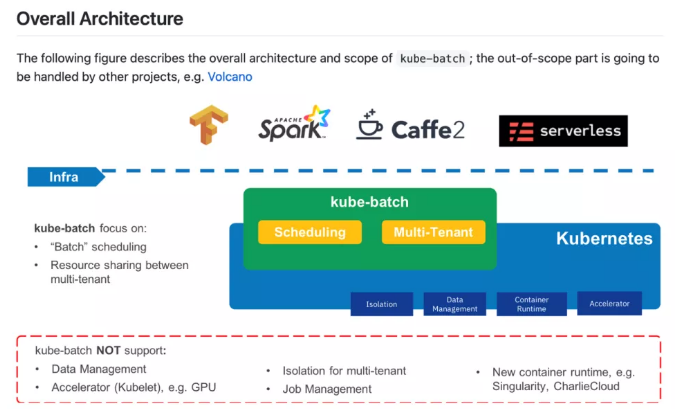 Overall Architecture
The following figure describes the overall architecture and scope of kube-batch; the out-of-scope part is going to
be handled by other projects, e.g. Volcano
APACHE
Spark
Caffe2
serverless
Infra
kube-batch
kube-batch focus on:
Scheduling
Multi-Tenant
Kubernetes
• "Batch" scheduling
• Resource sharing between
multi-tenant
Isolation
Data
Management
Container
Runtime
Accelerator
kube-batch NOT support:
• Data Management
• Accelerator (Kubelet), e.g. GPU
• Isolation for multi-tenant
• Job Management
• New container runtime, e.g.
Singularity, CharlieCloud